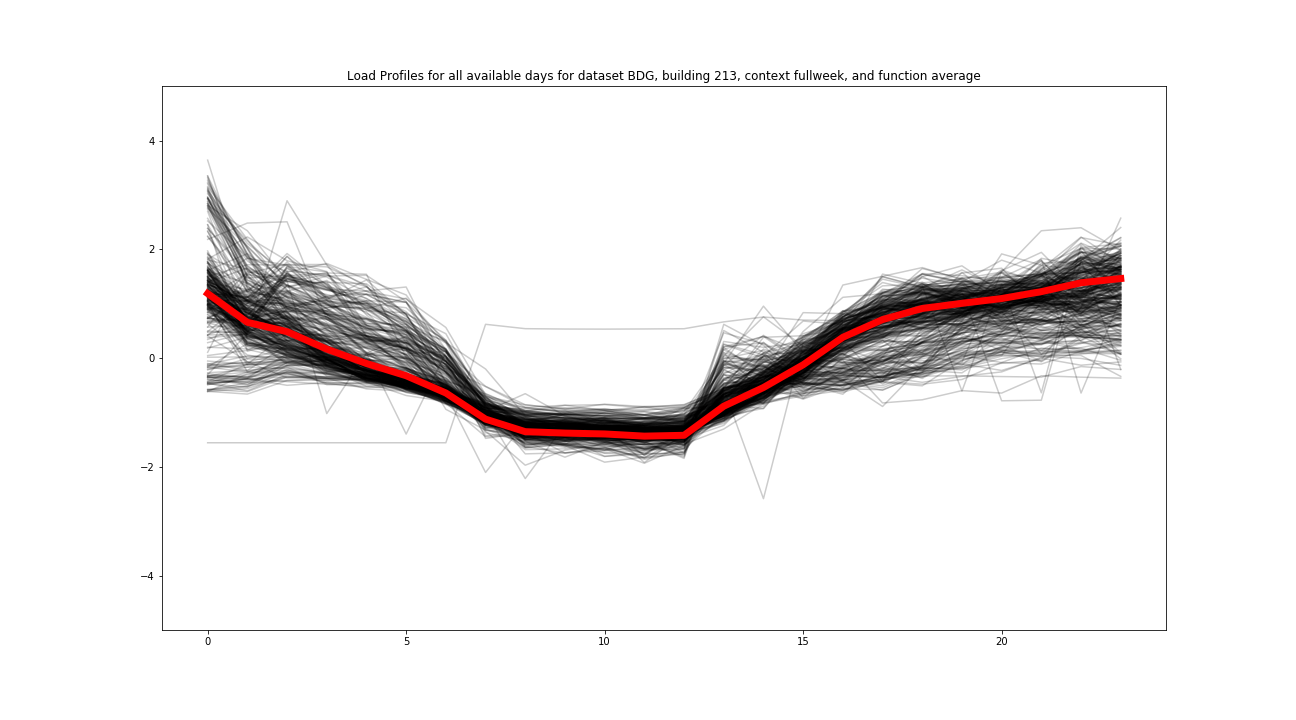 Load Profiles for all available days for dataset BDG, building 213, context fullweek, and function average
4
2
0
−2
−4
0 5 10 15 20